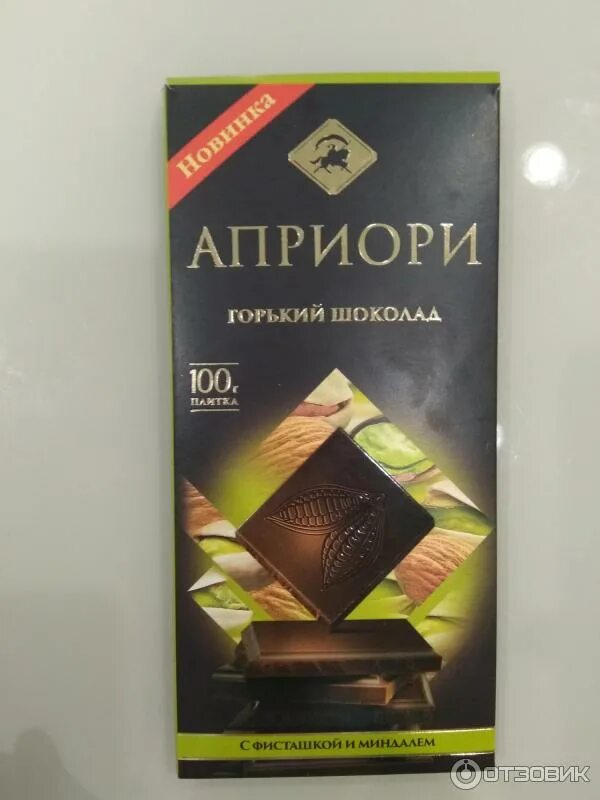 Новинка
АПРИОРИ
ГОРЬКИЙ ШОКОЛАД
100г
ПЛИТКА
С ФИСТАШКОЙ И МИНДАЛЕМ
ОТЗОВИК